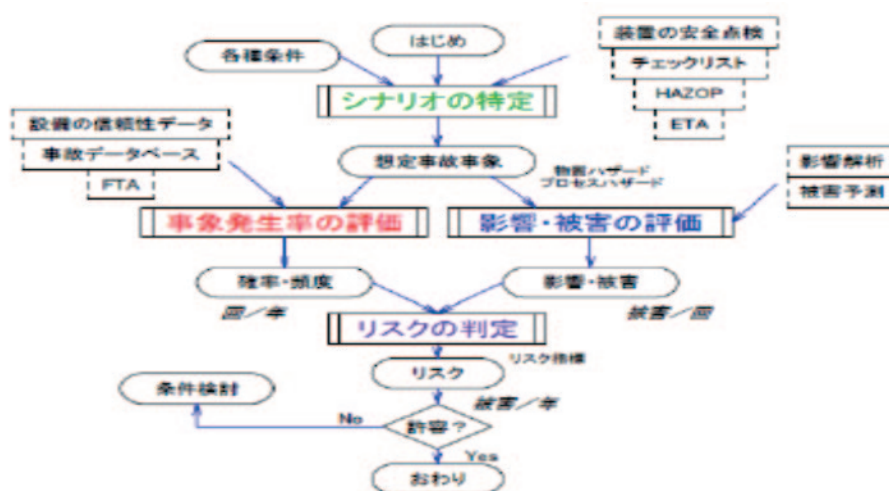 はじめ
各種条件
装置の安全点検
チェックリスト
HAZOP
ETA
シナリオの特定
設備の信頼性データ
事故データベース
FTA
想定事故事象
物質ハザード
プロセスハザード
影響解析
被害予測
事象発生率の評価
影響・被害の評価
確率・頻度
影響・被害
回／年
被害／回
リスクの判定
リスク指標
リスク
条件検討
被害／年
No
許容？
Yes
おわり